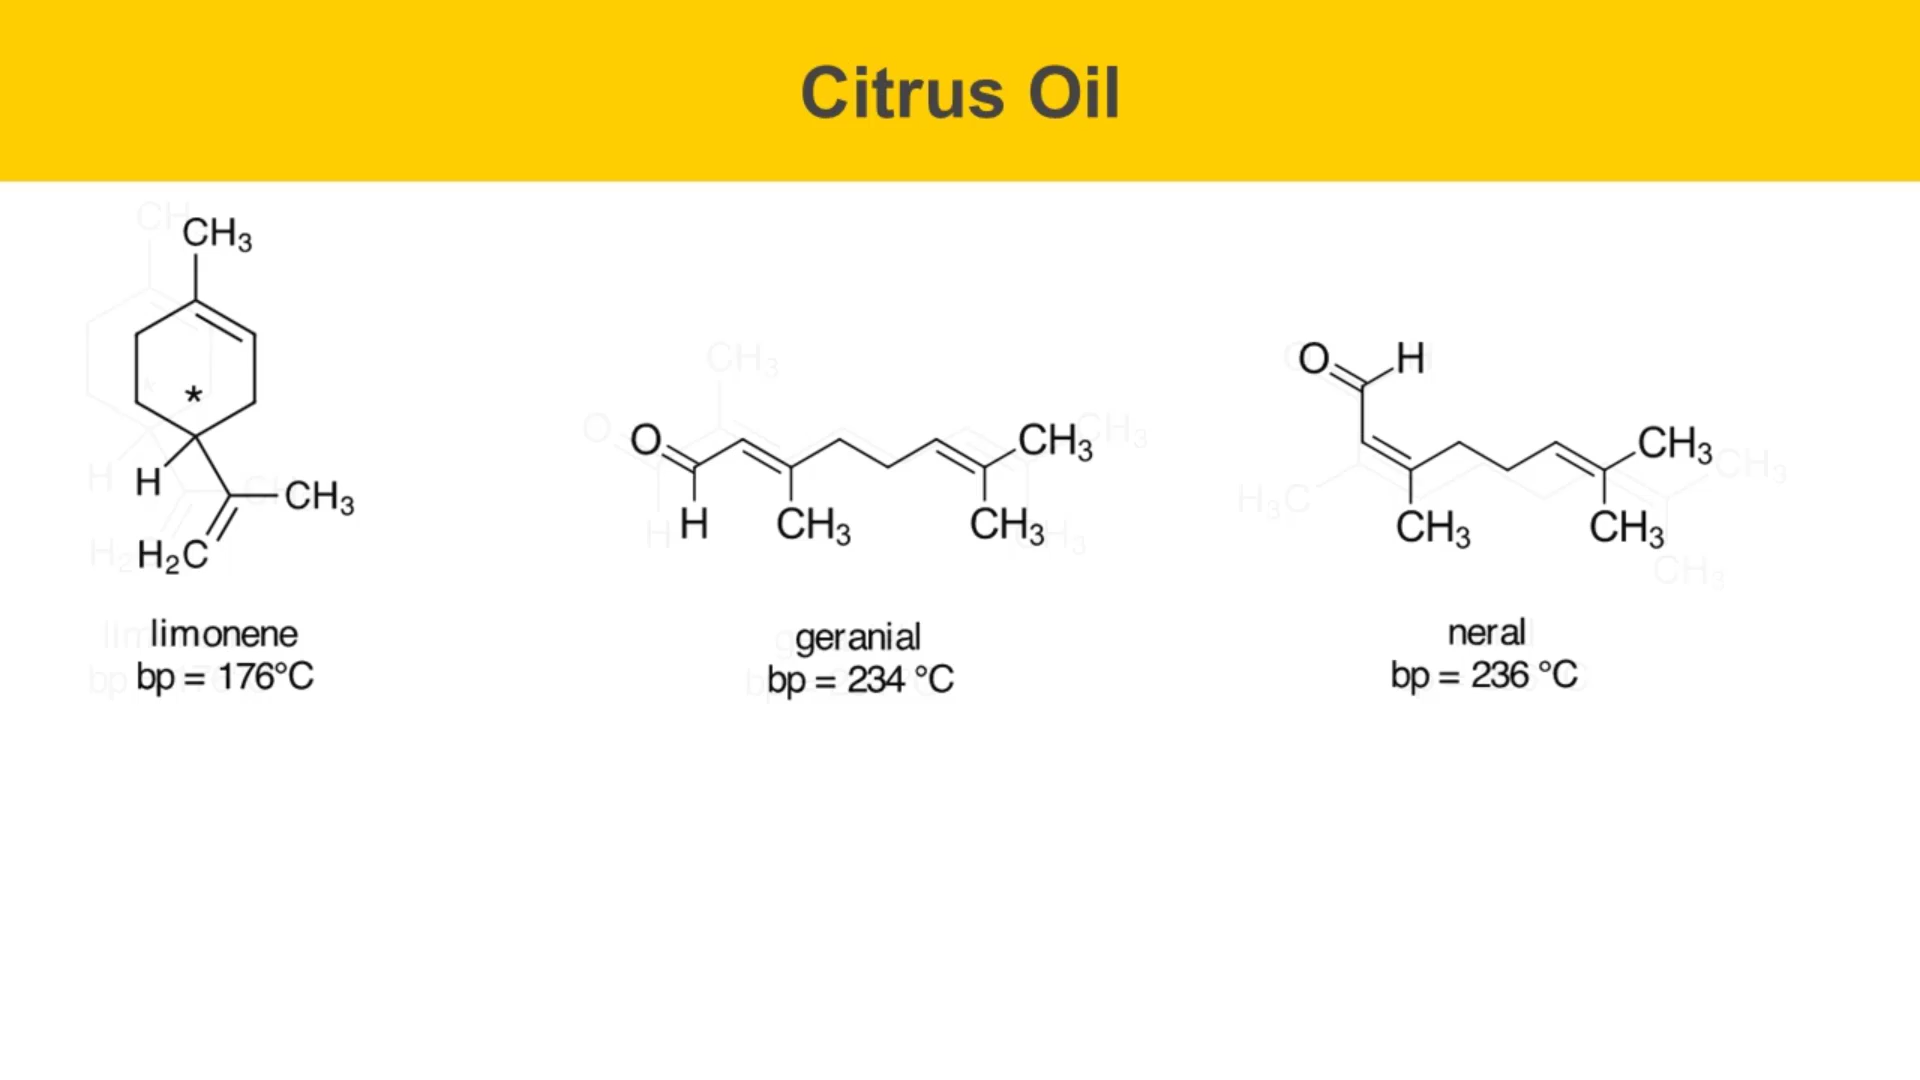 Citrus Oil
CH3
*
H
CH3
H2C
limonene
bp = 176°C
O
H
CH3
CH3
CH3
geranial
bp = 234 °C
O
H
CH3
CH3
CH3
neral
bp = 236 °C